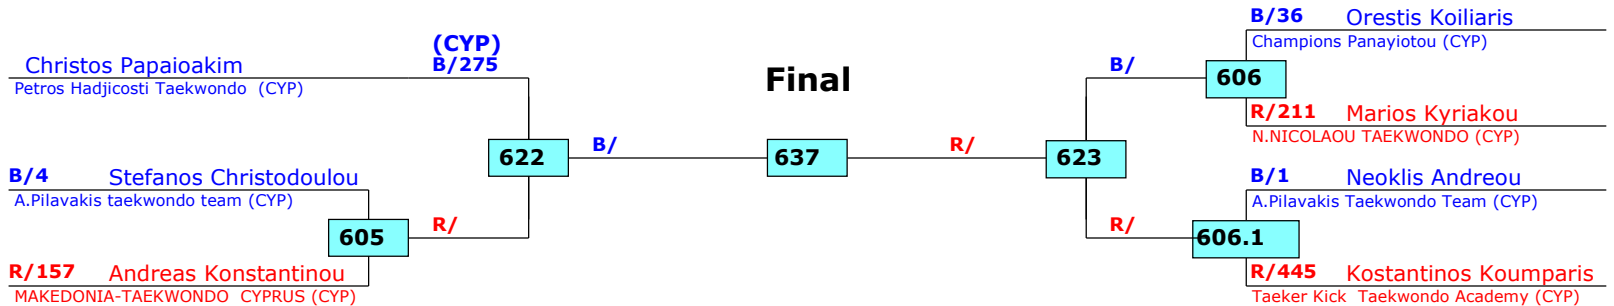 (CYP)
Christos Papaioakim B/275
Petros Hadjicosti Taekwondo (CYP)
B/4 Stefanos Christodoulou
A.Pilavakis taekwondo team (CYP)
R/157 Andreas Konstantinou
MAKEDONIA-TAEKWONDO CYPRUS (CYP)
605
R/
622
B/
Final
637
R/
623
B/
606
R/
606.1
B/36 Orestis Koiliaris
Champions Panayiotou (CYP)
R/211 Marios Kyriakou
N.NICOLAOU TAEKWONDO (CYP)
B/1 Neoklis Andreou
A.Pilavakis Taekwondo Team (CYP)
R/445 Kostantinos Koumparis
Taeker Kick Taekwondo Academy (CYP)